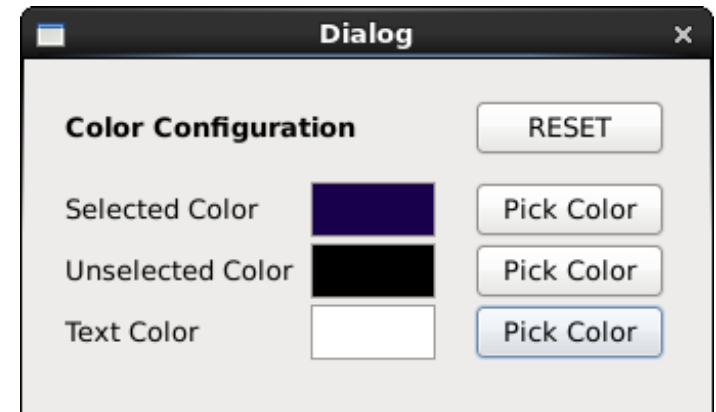 Dialog
Color Configuration RESET
Selected Color Pick Color
Unselected Color Pick Color
Text Color Pick Color